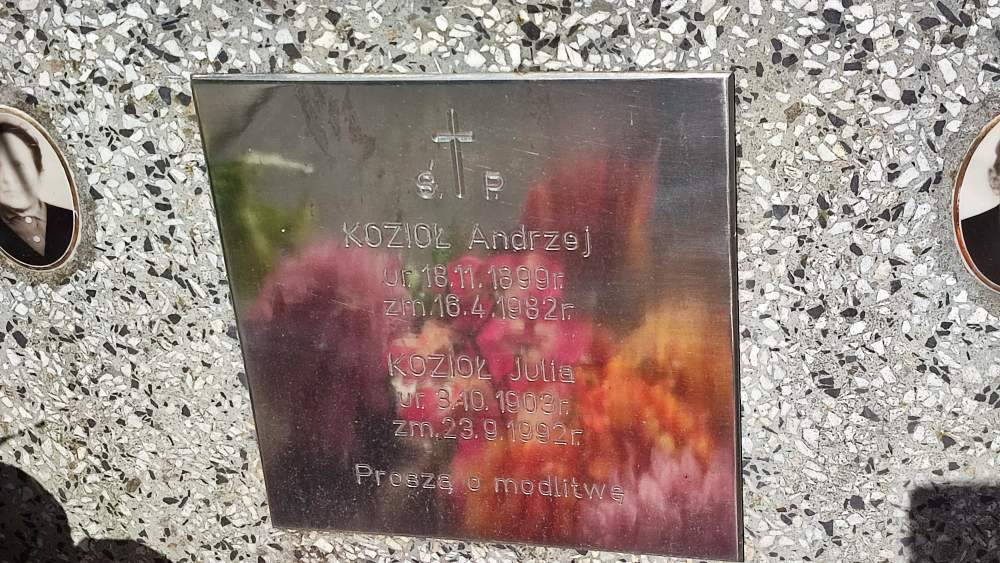 Ś. P.
KOZIOŁ Andrzej
ur. 18.11.1899r.
zm. 16.4.1982r.
KOZIOŁ Julia
ur. 3.10.1903r.
zm. 23.9.1992r.
Proszą o modlitwę